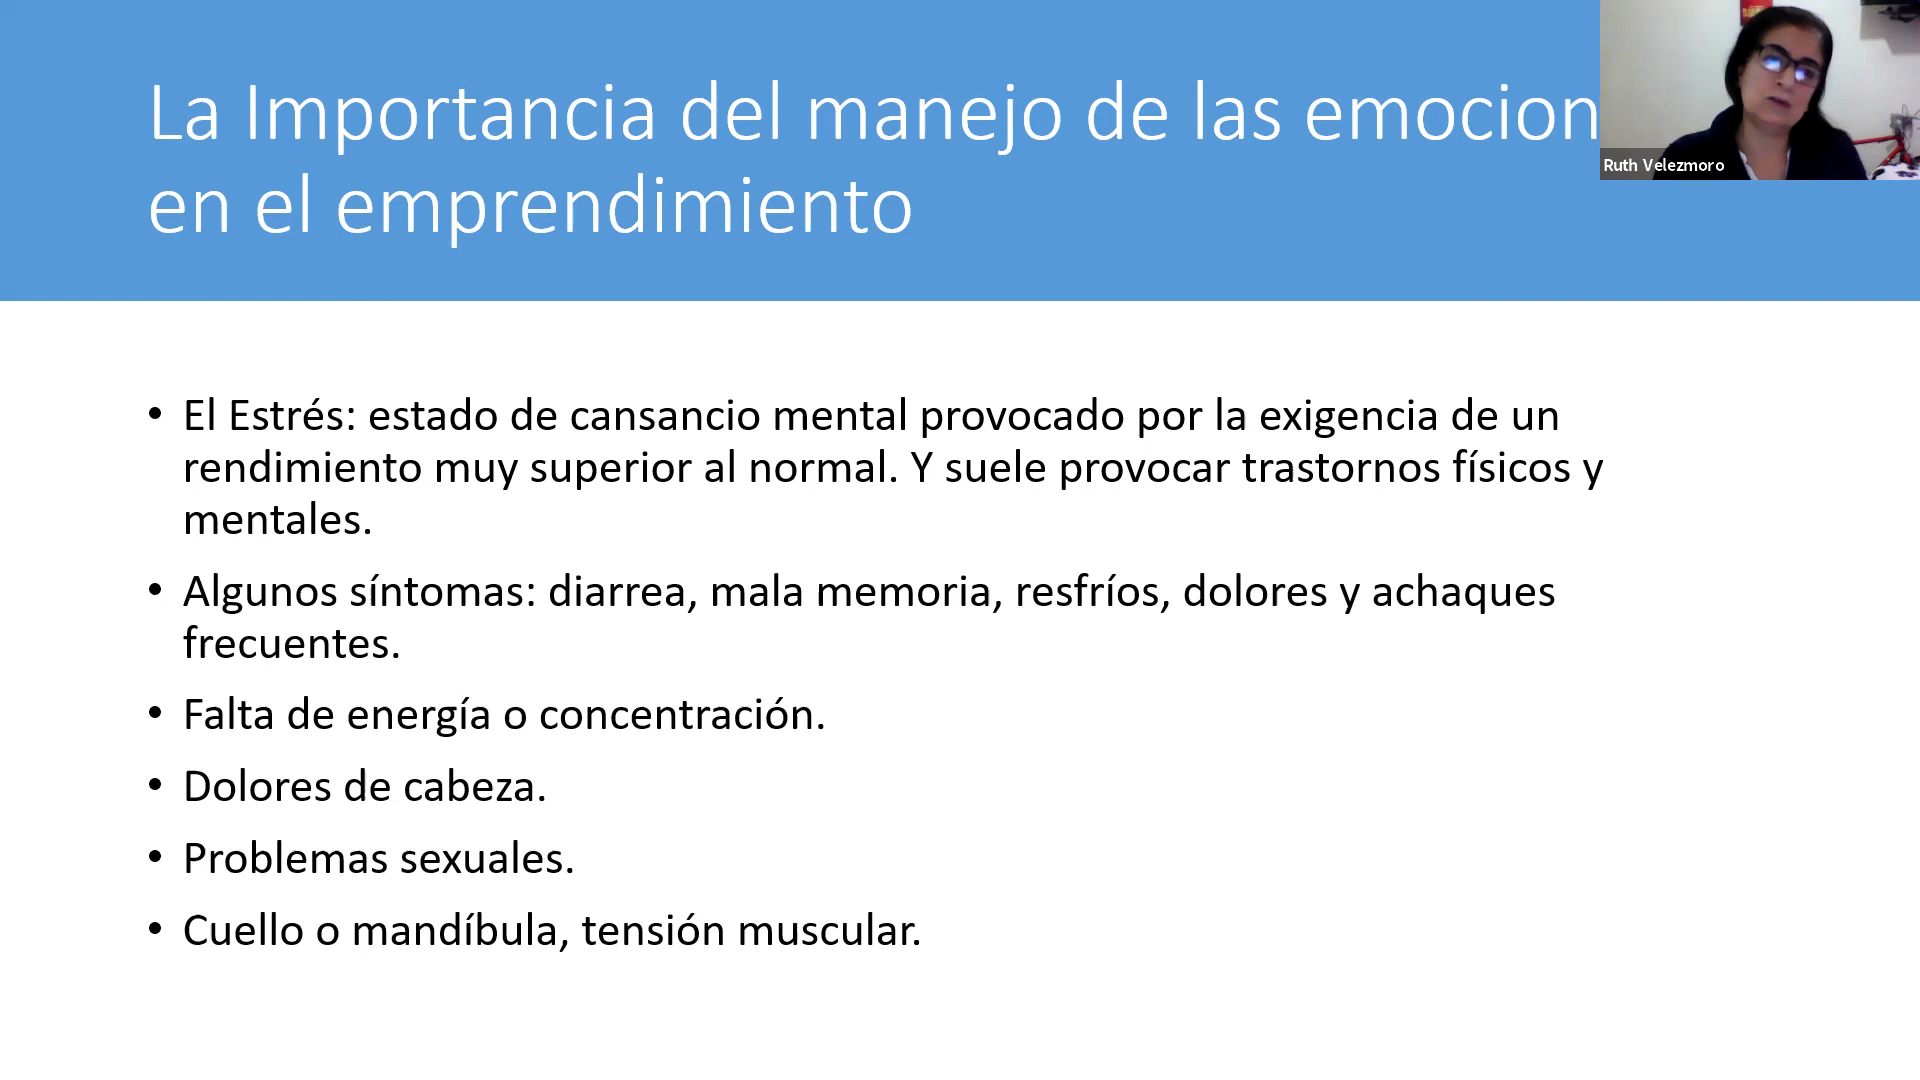 La Importancia del manejo de las emocion
en el emprendimiento
Ruth Velezmoro
• El Estrés: estado de cansancio mental provocado por la exigencia de un
rendimiento muy superior al normal. Y suele provocar trastornos físicos y
mentales.
• Algunos síntomas: diarrea, mala memoria, resfríos, dolores y achaques
frecuentes.
• Falta de energía o concentración.
• Dolores de cabeza.
• Problemas sexuales.
• Cuello o mandíbula, tensión muscular.